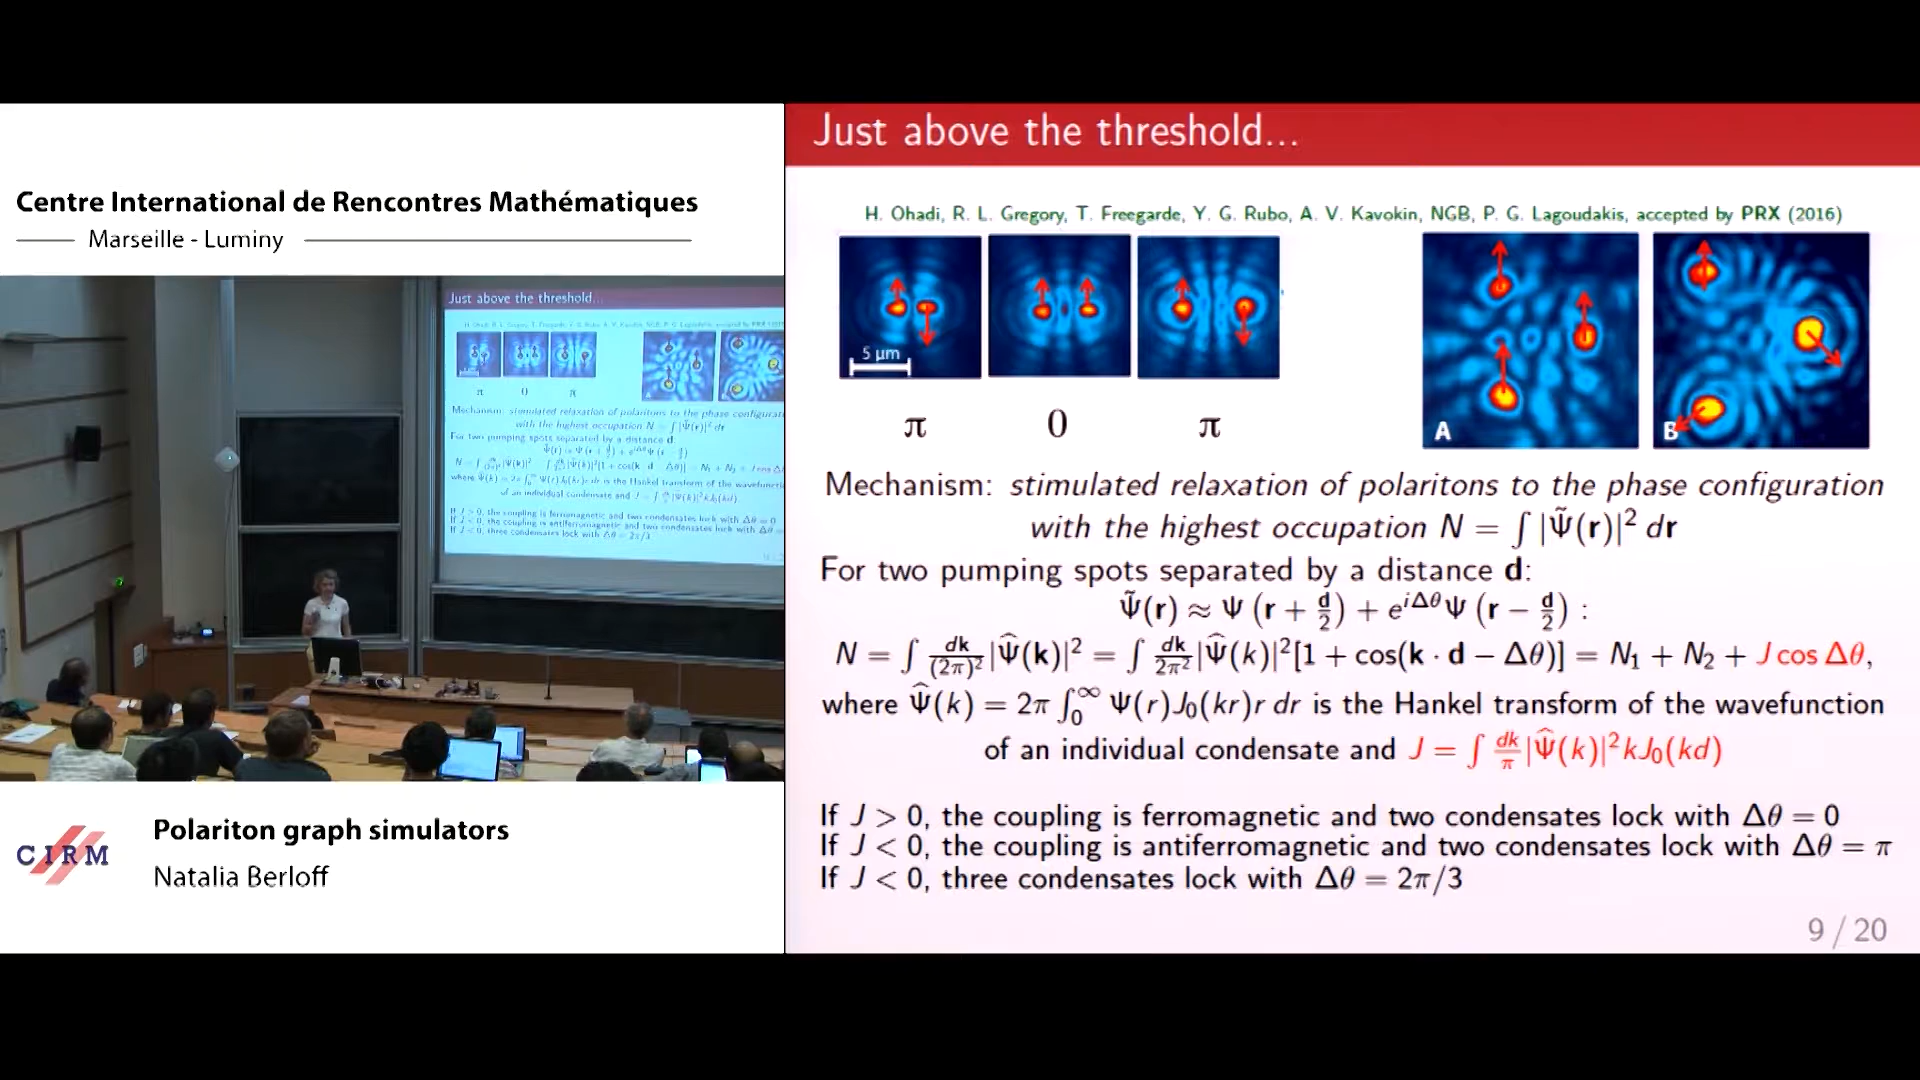 Centre International de Rencontres Mathématiques
Marseille - Luminy
Just above the threshold...
Polariton graph simulators
CIRM
Natalia Berloff
Just above the threshold...
H. Ohadi, R. L. Gregory, T. Freegarde, Y. G. Rubo, A. V. Kavokin, NGB, P. G. Lagoudakis, accepted by PRX (2016)
5 μm
π 0 π
A B
Mechanism: stimulated relaxation of polaritons to the phase configuration
with the highest occupation N = ∫ |Ψ̃(r)|² dr
For two pumping spots separated by a distance d:
Ψ̃(r) ≈ Ψ (r + d/2) + e^{iΔθ}Ψ (r − d/2) :
N = ∫ dk/(2π)² |Ψ̂(k)|² = ∫ dk/2π² |Ψ̂(k)|²[1 + cos(k · d − Δθ)] = N₁ + N₂ + J cos Δθ,
where Ψ̂(k) = 2π ∫₀^∞ Ψ(r)J₀(kr)r dr is the Hankel transform of the wavefunction
of an individual condensate and J = ∫ dk/π |Ψ̂(k)|²kJ₀(kd)
If J > 0, the coupling is ferromagnetic and two condensates lock with Δθ = 0
If J < 0, the coupling is antiferromagnetic and two condensates lock with Δθ = π
If J < 0, three condensates lock with Δθ = 2π/3
9 / 20